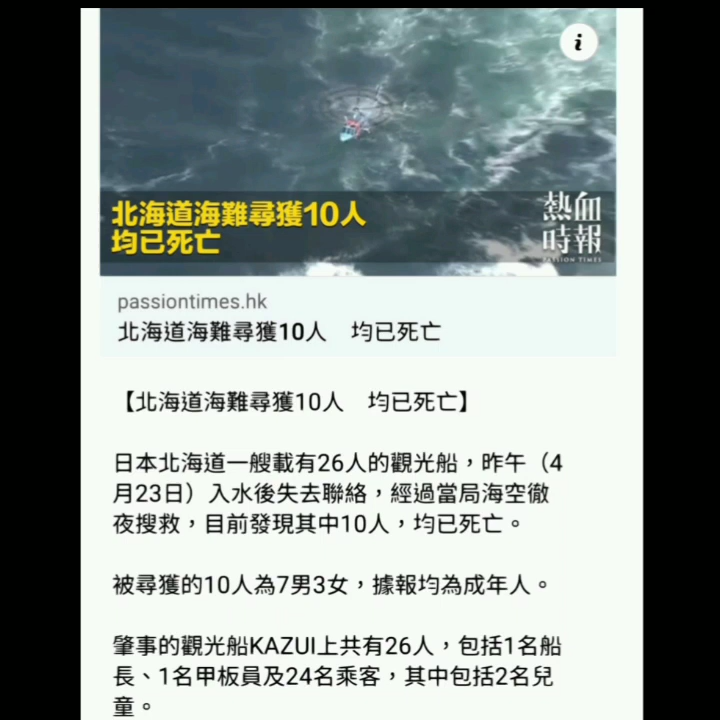 i
北海道海難尋獲10人
均已死亡
熱血
時報
PASSION TIMES
passiontimes.hk
北海道海難尋獲10人　均已死亡
【北海道海難尋獲10人　均已死亡】
日本北海道一艘載有26人的觀光船，昨午（4
月23日）入水後失去聯絡，經過當局海空徹
夜搜救，目前發現其中10人，均已死亡。
被尋獲的10人為7男3女，據報均為成年人。
肇事的觀光船KAZUI上共有26人，包括1名船
長、1名甲板員及24名乘客，其中包括2名兒
童。